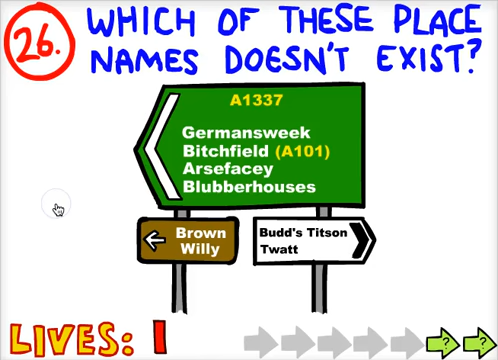 26.
WHICH OF THESE PLACE
NAMES DOESN'T EXIST?
A1337
Germansweek
Bitchfield (A101)
Arsefacey
Blubberhouses
Brown
Willy
Budd's Titson
Twatt
LIVES: 1
? ?